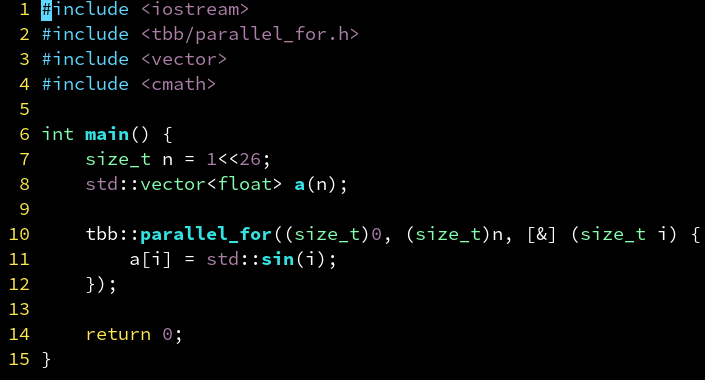 1 #include <iostream>
2 #include <tbb/parallel_for.h>
3 #include <vector>
4 #include <cmath>
5
6 int main() {
7     size_t n = 1<<26;
8     std::vector<float> a(n);
9
10     tbb::parallel_for((size_t)0, (size_t)n, [&] (size_t i) {
11         a[i] = std::sin(i);
12     });
13
14     return 0;
15 }